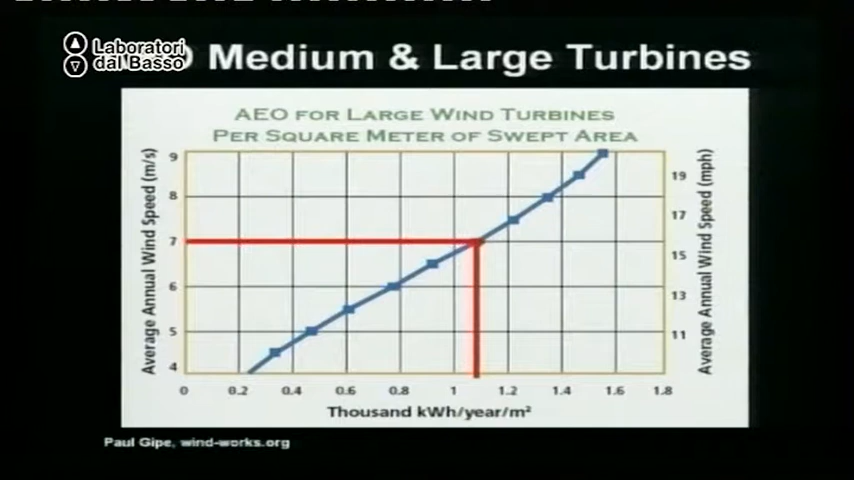 Laboratori
dal Basso
Medium & Large Turbines
AEO FOR LARGE WIND TURBINES
PER SQUARE METER OF SWEPT AREA
Average Annual Wind Speed (m/s)
9
8
7
6
5
4
19
17
15
13
11
Average Annual Wind Speed (mph)
0 0.2 0.4 0.6 0.8 1 1.2 1.4 1.6 1.8
Thousand kWh/year/m²
Paul Gipe, wind-works.org